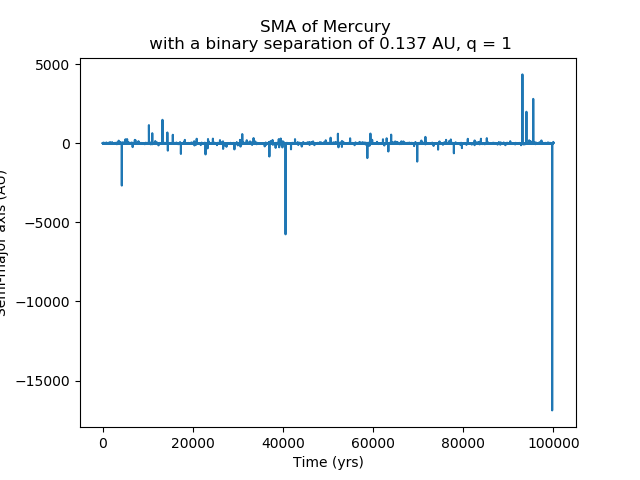 SMA of Mercury
with a binary separation of 0.137 AU, q = 1
5000
0
−5000
−10000
−15000
Semi-major axis (AU)
0 20000 40000 60000 80000 100000
Time (yrs)